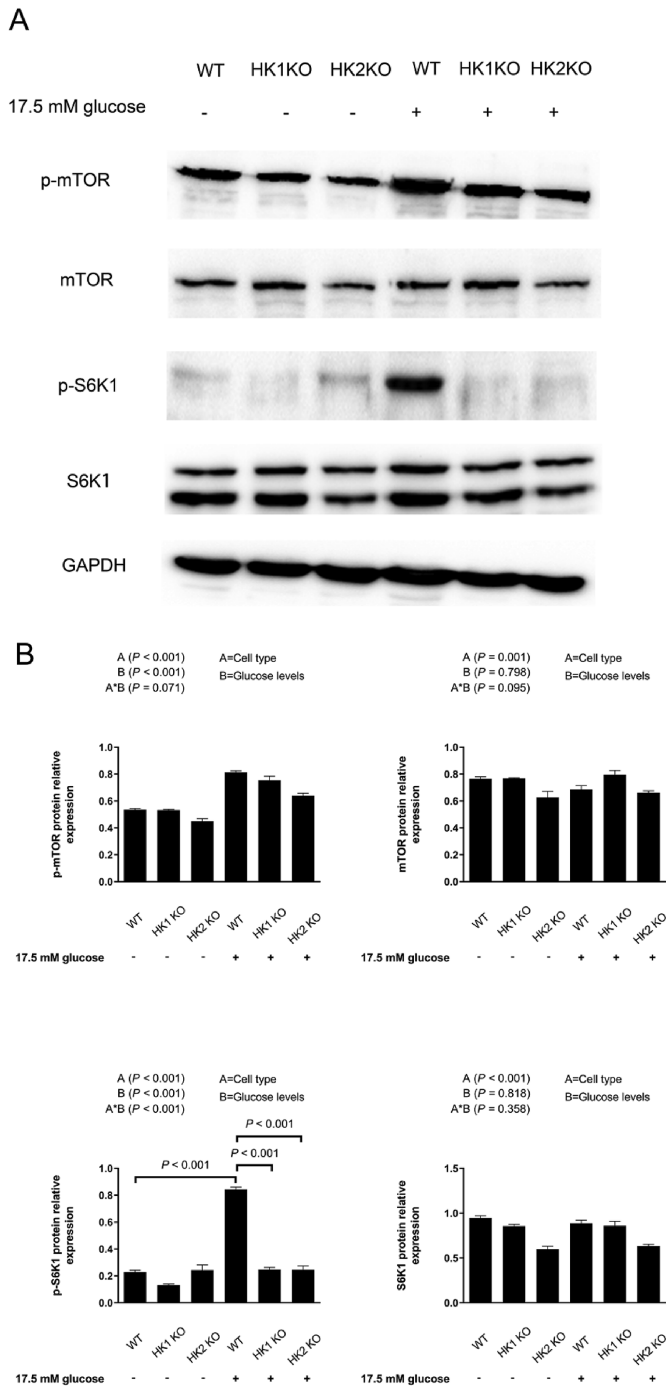 A
WT HK1KO HK2KO WT HK1KO HK2KO
17.5 mM glucose - - - + + +
p-mTOR
mTOR
p-S6K1
S6K1
GAPDH
B
A (P < 0.001) A=Cell type
B (P < 0.001) B=Glucose levels
A*B (P = 0.071)
p-mTOR protein relative
expression
1.0
0.8
0.6
0.4
0.2
0.0
WT HK1 KO HK2 KO WT HK1 KO HK2 KO
17.5 mM glucose - - - + + +
A (P = 0.001) A=Cell type
B (P = 0.798) B=Glucose levels
A*B (P = 0.095)
mTOR protein relative
expression
1.0
0.8
0.6
0.4
0.2
0.0
WT HK1 KO HK2 KO WT HK1 KO HK2 KO
17.5 mM glucose - - - + + +
A (P < 0.001) A=Cell type
B (P < 0.001) B=Glucose levels
A*B (P < 0.001)
P < 0.001
P < 0.001
P < 0.001
p-S6K1 protein relative
expression
1.0
0.8
0.6
0.4
0.2
0.0
WT HK1 KO HK2 KO WT HK1 KO HK2 KO
17.5 mM glucose - - - + + +
A (P < 0.001) A=Cell type
B (P = 0.818) B=Glucose levels
A*B (P = 0.358)
S6K1 protein relative
expression
1.5
1.0
0.5
0.0
WT HK1 KO HK2 KO WT HK1 KO HK2 KO
17.5 mM glucose - - - + + +